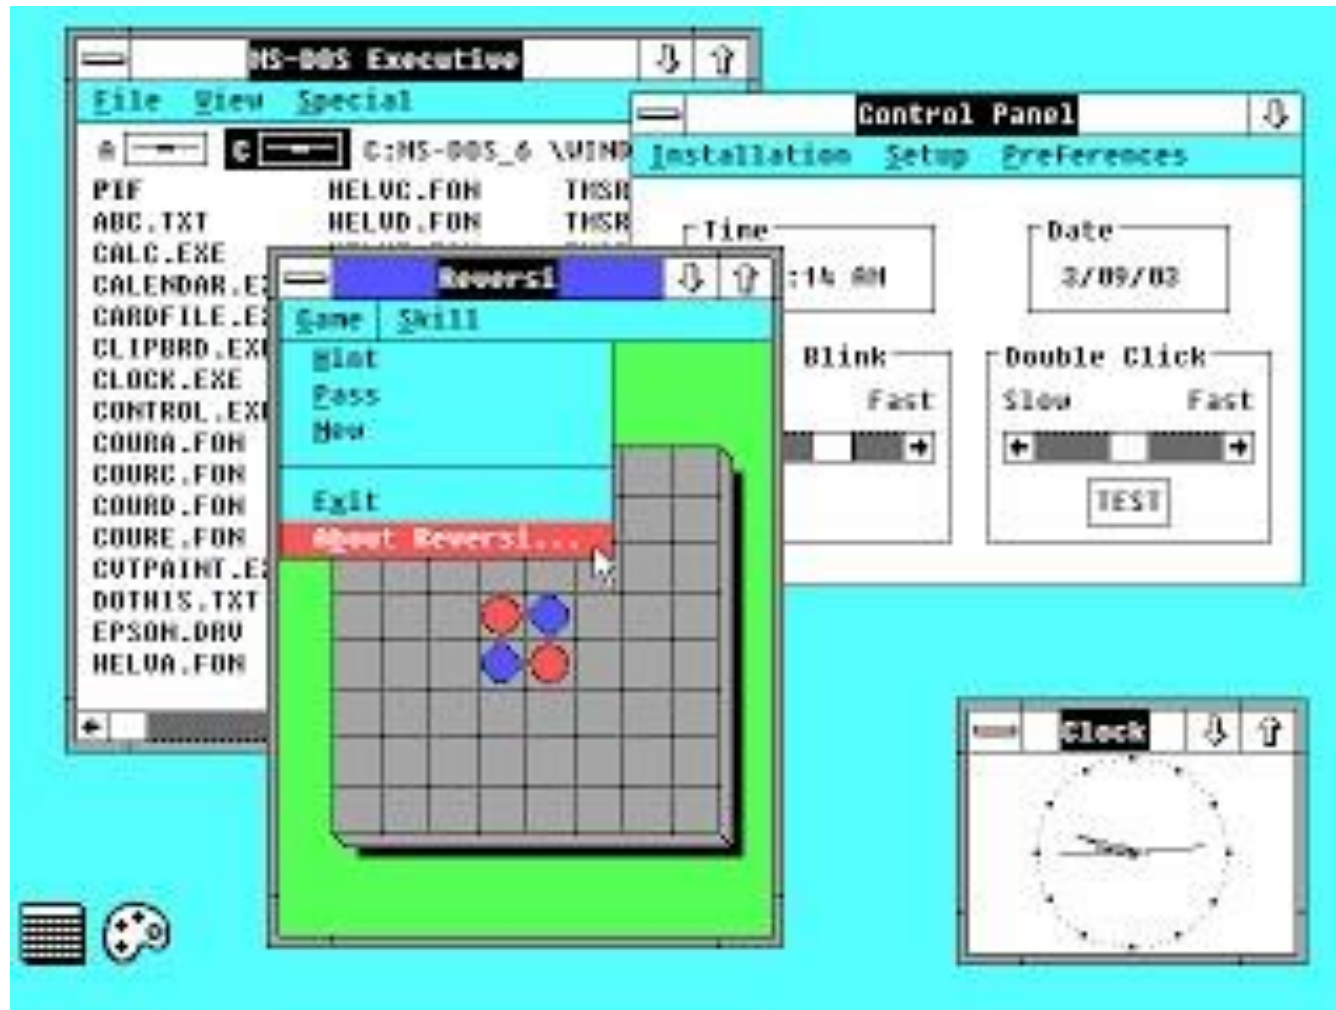 MS-DOS Executive
File View Special
A C C:MS-DOS_6 \WIND
PIF HELVC.FON TMSR
ABC.TXT HELVD.FON TMSR
CALC.EXE
CALENDAR.E
CARDFILE.E
CLIPBRD.EX
CLOCK.EXE
CONTROL.EX
COURA.FON
COURC.FON
COURD.FON
COURE.FON
CVTPAINT.E
DOTHIS.TXT
EPSON.DRV
HELVA.FON
Control Panel
Installation Setup Preferences
Time
:14 AM
Date
3/09/03
Blink
Fast
Double Click
Slow Fast
TEST
Reversi
Game Skill
Hint
Pass
New
Exit
About Reversi...
Clock